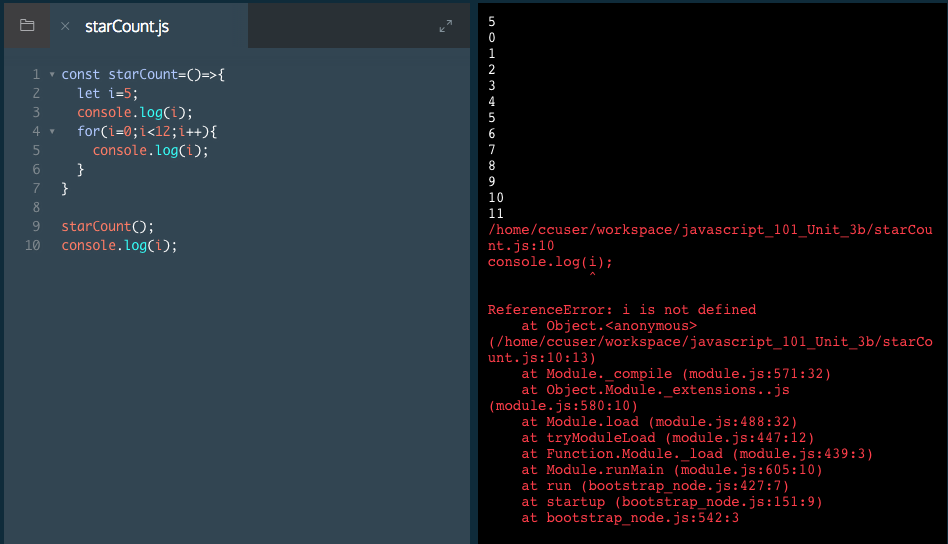 starCount.js
1 const starCount=()=>{
2 let i=5;
3 console.log(i);
4 for(i=0;i<12;i++){
5 console.log(i);
6 }
7 }
8
9 starCount();
10 console.log(i);
5
0
1
2
3
4
5
6
7
8
9
10
11
/home/ccuser/workspace/javascript_101_Unit_3b/starCou
nt.js:10
console.log(i);
^
ReferenceError: i is not defined
at Object.<anonymous>
(/home/ccuser/workspace/javascript_101_Unit_3b/starCo
unt.js:10:13)
at Module._compile (module.js:571:32)
at Object.Module._extensions..js
(module.js:580:10)
at Module.load (module.js:488:32)
at tryModuleLoad (module.js:447:12)
at Function.Module._load (module.js:439:3)
at Module.runMain (module.js:605:10)
at run (bootstrap_node.js:427:7)
at startup (bootstrap_node.js:151:9)
at bootstrap_node.js:542:3